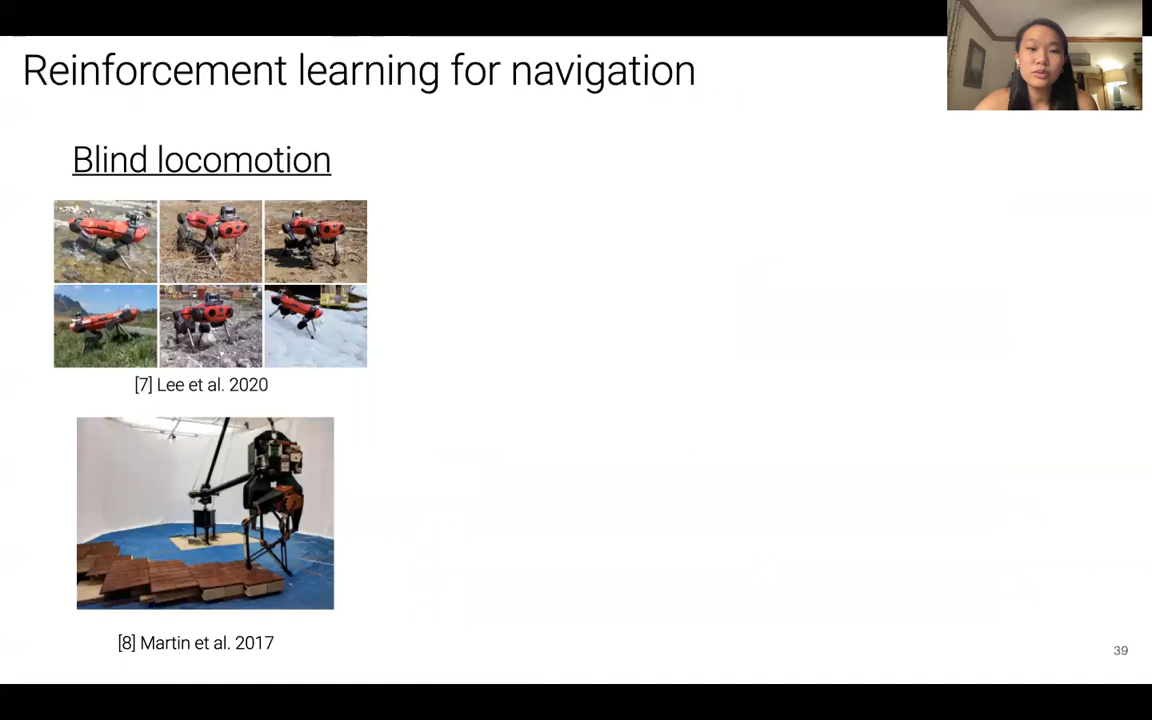 Reinforcement learning for navigation
Blind locomotion
[7] Lee et al. 2020
[8] Martin et al. 2017
39